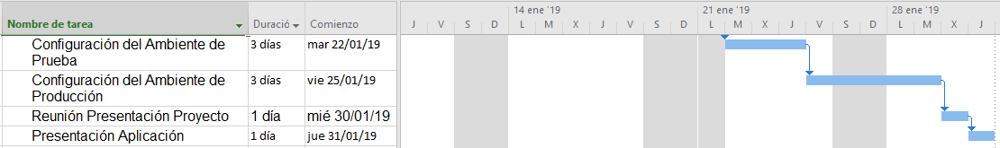 Nombre de tarea Duració Comienzo 14 ene '19 21 ene '19 28 ene '19
J V S D L M X J V S D L M X J V S D L M X J
Configuración del Ambiente de Prueba 3 días mar 22/01/19
Configuración del Ambiente de Producción 3 días vie 25/01/19
Reunión Presentación Proyecto 1 día mié 30/01/19
Presentación Aplicación 1 día jue 31/01/19